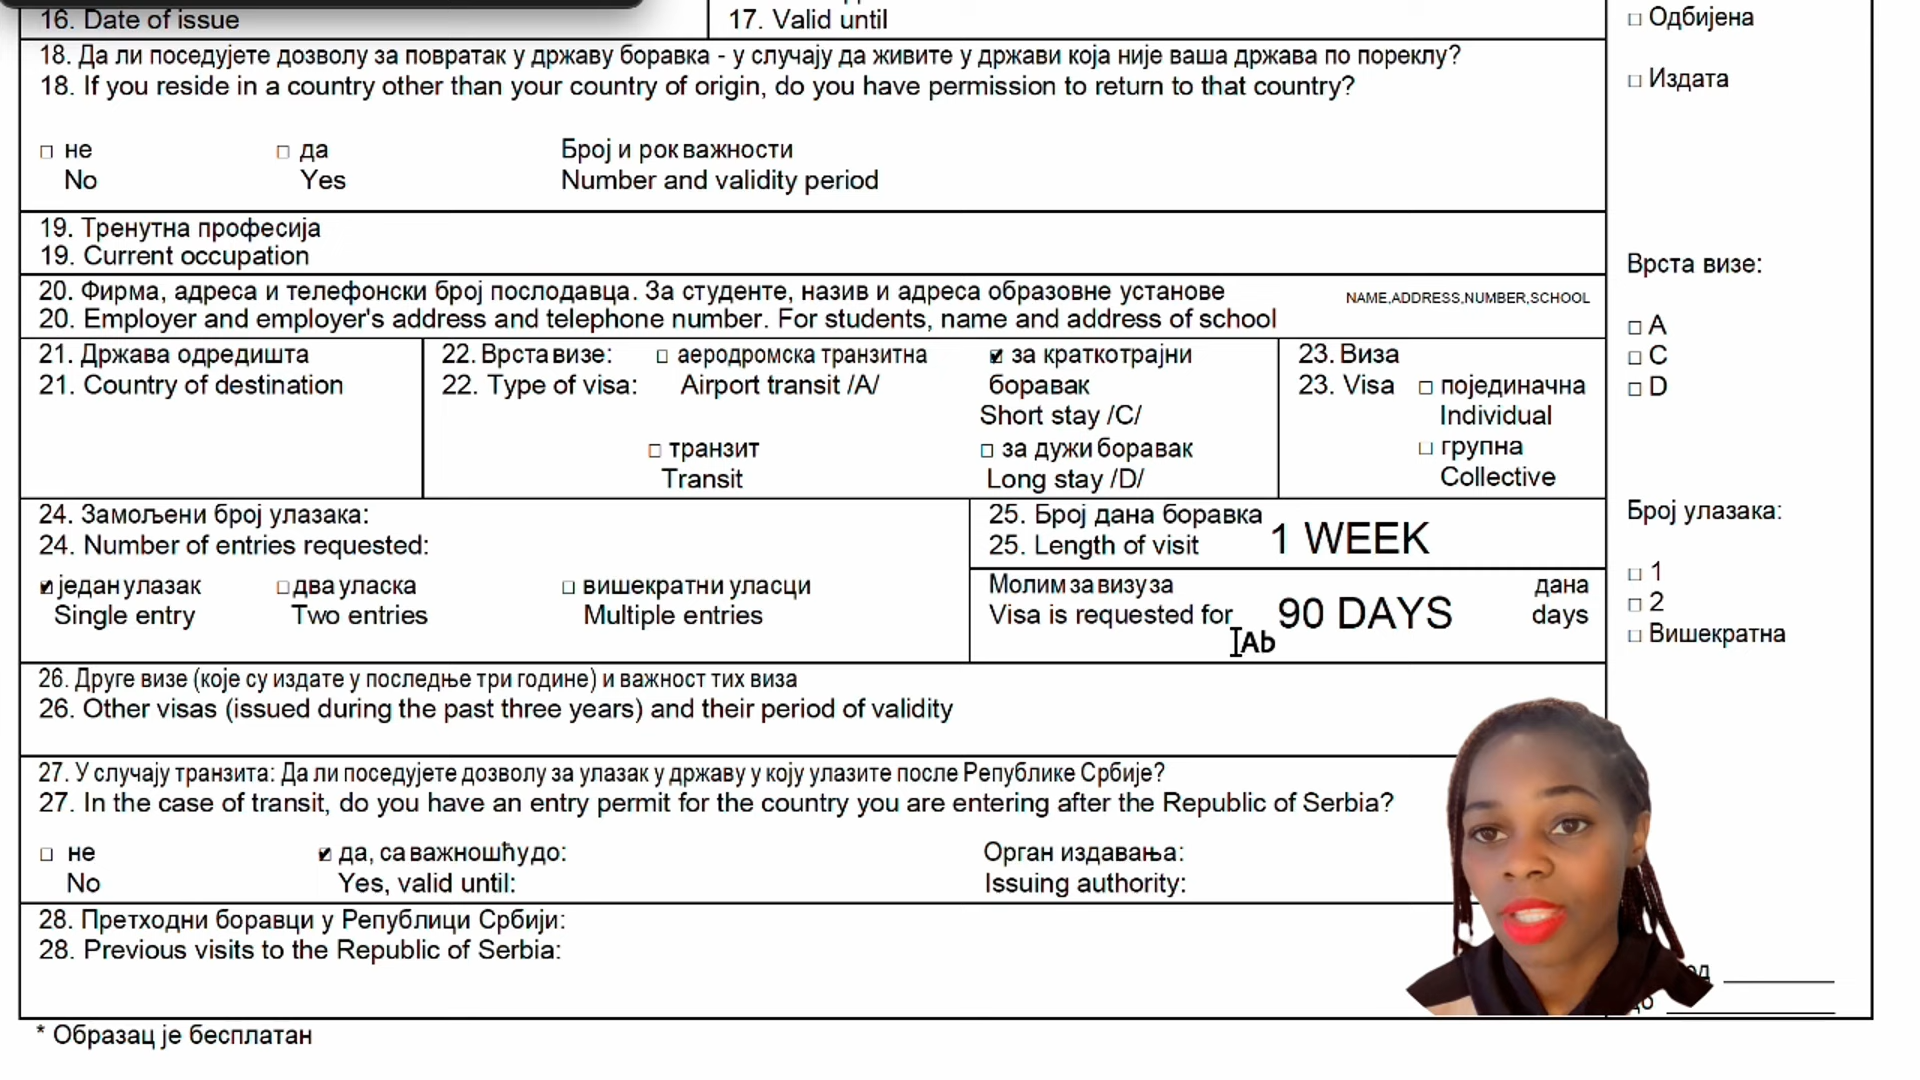 16. Date of issue
17. Valid until
18. Да ли поседујете дозволу за повратак у државу боравка - у случају да живите у држави која није ваша држава по пореклу?
18. If you reside in a country other than your country of origin, do you have permission to return to that country?
не
да
Број и рок важности
No
Yes
Number and validity period
19. Тренутна професија
19. Current occupation
20. Фирма, адреса и телефонски број послодавца. За студенте, назив и адреса образовне установе
20. Employer and employer's address and telephone number. For students, name and address of school
NAME,ADDRESS,NUMBER,SCHOOL
21. Држава одредишта
21. Country of destination
22. Врста визе:
22. Type of visa:
аеродромска транзитна
Airport transit /A/
транзит
Transit
за краткотрајни
боравак
Short stay /C/
за дужи боравак
Long stay /D/
23. Виза
23. Visa
појединачна
Individual
групна
Collective
24. Замољени број улазака:
24. Number of entries requested:
један улазак
два уласка
вишекратни уласци
Single entry
Two entries
Multiple entries
25. Број дана боравка
25. Length of visit
1 WEEK
Молим за визу за
дана
Visa is requested for
90 DAYS
days
Ab
26. Друге визе (које су издате у последње три године) и важност тих виза
26. Other visas (issued during the past three years) and their period of validity
27. У случају транзита: Да ли поседујете дозволу за улазак у државу у коју улазите после Републике Србије?
27. In the case of transit, do you have an entry permit for the country you are entering after the Republic of Serbia?
не
да, са важношћу до:
Орган издавања:
No
Yes, valid until:
Issuing authority:
28. Претходни боравци у Републици Србији:
28. Previous visits to the Republic of Serbia:
* Образац је бесплатан
Одбијена
Издата
Врста визе:
A
C
D
Број улазака:
1
2
Вишекратна